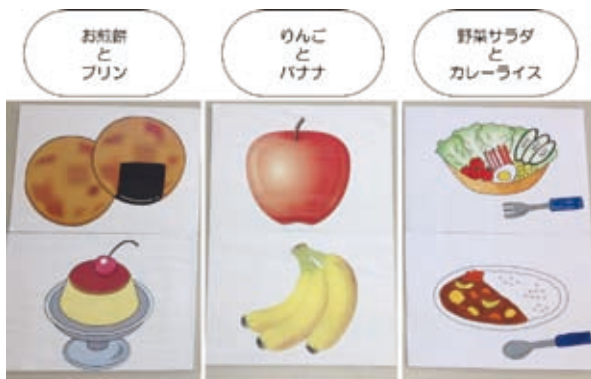 お煎餅
と
プリン
りんご
と
バナナ
野菜サラダ
と
カレーライス